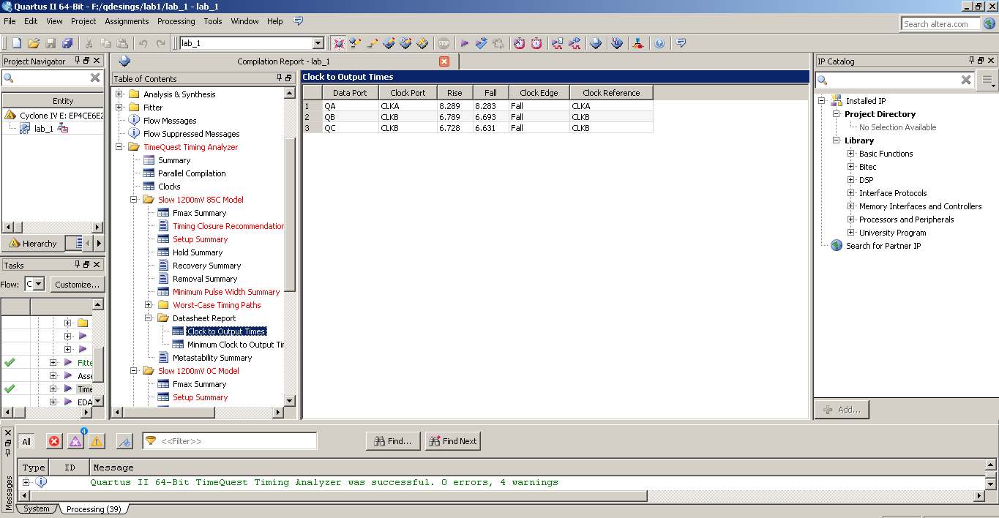 Quartus II 64-Bit - F:/qdesings/lab1/lab_1 - lab_1
File Edit View Project Assignments Processing Tools Window Help
Search altera.com
lab_1
STOP
Project Navigator
Entity
Cyclone IV E: EP4CE6E2
BDF lab_1
Hierarchy
Tasks
Flow: C Customize...
Fitte
Asse
Time
EDA
Compilation Report - lab_1
Table of Contents
Analysis & Synthesis
Fitter
Flow Messages
Flow Suppressed Messages
TimeQuest Timing Analyzer
Summary
Parallel Compilation
Clocks
Slow 1200mV 85C Model
Fmax Summary
Timing Closure Recommendation
Setup Summary
Hold Summary
Recovery Summary
Removal Summary
Minimum Pulse Width Summary
Worst-Case Timing Paths
Datasheet Report
Clock to Output Times
Minimum Clock to Output Tir
Metastability Summary
Slow 1200mV 0C Model
Fmax Summary
Setup Summary
Clock to Output Times
Data Port Clock Port Rise Fall Clock Edge Clock Reference
1 QA CLKA 8.289 8.283 Fall CLKA
2 QB CLKB 6.789 6.693 Fall CLKB
3 QC CLKB 6.728 6.631 Fall CLKB
IP Catalog
Installed IP
Project Directory
No Selection Available
Library
Basic Functions
Bitec
DSP
Interface Protocols
Memory Interfaces and Controllers
Processors and Peripherals
University Program
Search for Partner IP
Add...
Messages
All 4 <<Filter>> Find... Find Next
Type ID Message
Quartus II 64-Bit TimeQuest Timing Analyzer was successful. 0 errors, 4 warnings
System Processing (39)